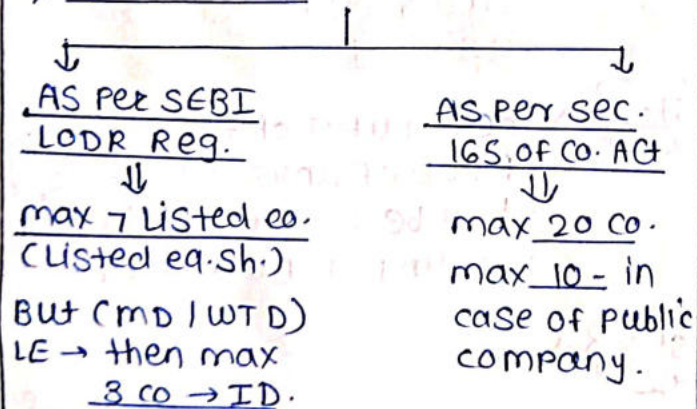 AS Per SEBI
LODR Reg.
⇓
max 7 Listed co.
(Listed eq.sh.)
But (MD / WTD)
LE → then max
3 co → ID.
AS per sec.
165. of CO. Act
⇓
max 20 co.
max 10 - in
case of public
company.